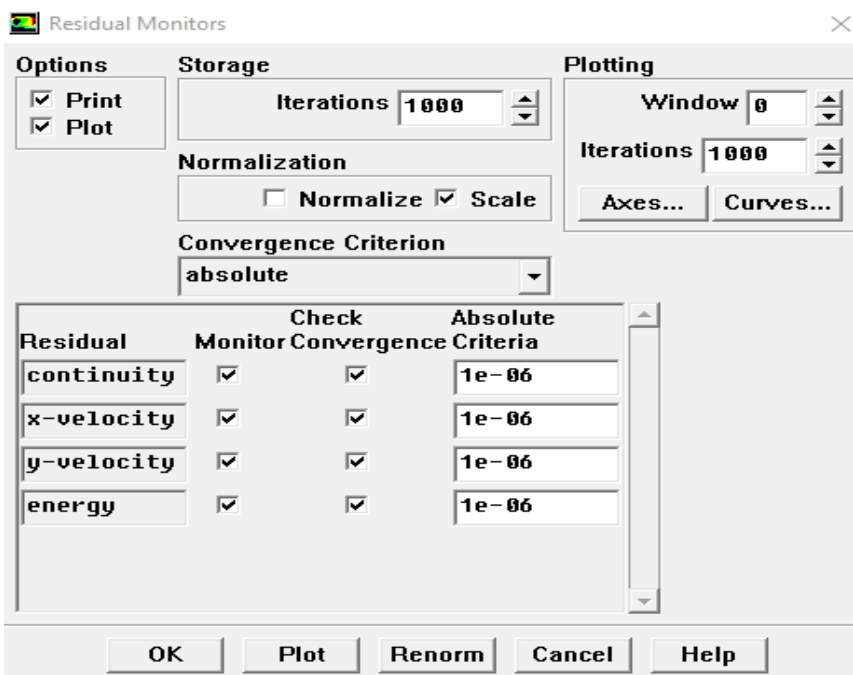 Residual Monitors
Options
Print
Plot
Storage
Iterations 1000
Normalization
Normalize Scale
Convergence Criterion
absolute
Plotting
Window 0
Iterations 1000
Axes... Curves...
Residual Monitor Check Convergence Absolute Criteria
continuity 1e-06
x-velocity 1e-06
y-velocity 1e-06
energy 1e-06
OK Plot Renorm Cancel Help